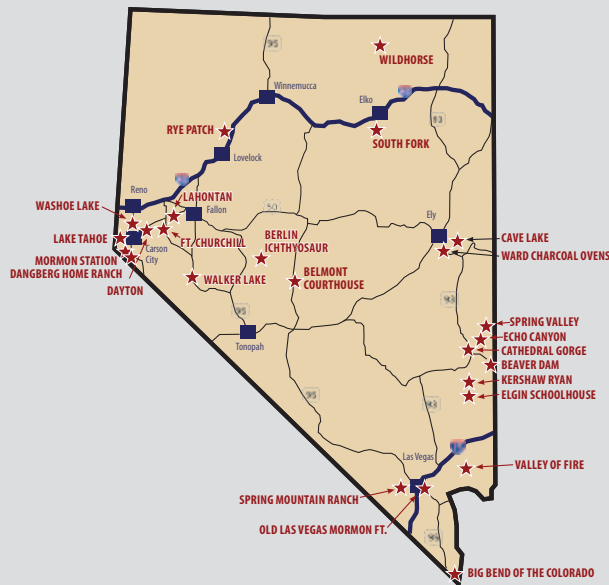 95
WILDHORSE
Winnemucca
Elko
93
RYE PATCH
SOUTH FORK
Lovelock
Reno
LAHONTAN
WASHOE LAKE
Fallon
50
Ely
LAKE TAHOE
Carson
City
FT. CHURCHILL
BERLIN
ICHTHYOSAUR
CAVE LAKE
WARD CHARCOAL OVENS
MORMON STATION
DANGBERG HOME RANCH
DAYTON
WALKER LAKE
BELMONT
COURTHOUSE
93
95
SPRING VALLEY
ECHO CANYON
CATHEDRAL GORGE
Tonopah
BEAVER DAM
KERSHAW RYAN
ELGIN SCHOOLHOUSE
95
93
Las Vegas
VALLEY OF FIRE
SPRING MOUNTAIN RANCH
OLD LAS VEGAS MORMON FT.
95
BIG BEND OF THE COLORADO